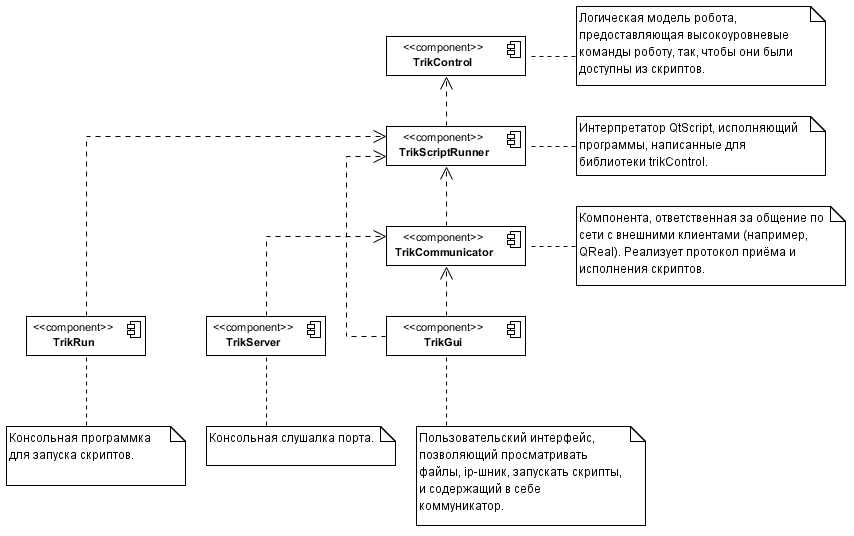 <<component>>
TrikControl
Логическая модель робота,
предоставляющая высокоуровневые
команды роботу, так, чтобы они были
доступны из скриптов.
<<component>>
TrikScriptRunner
Интерпретатор QtScript, исполняющий
программы, написанные для
библиотеки trikControl.
<<component>>
TrikCommunicator
Компонента, ответственная за общение по
сети с внешними клиентами (например,
QReal). Реализует протокол приёма и
исполнения скриптов.
<<component>>
TrikRun
<<component>>
TrikServer
<<component>>
TrikGui
Консольная программка
для запуска скриптов.
Консольная слушалка порта.
Пользовательский интерфейс,
позволяющий просматривать
файлы, ip-шник, запускать скрипты,
и содержащий в себе
коммуникатор.